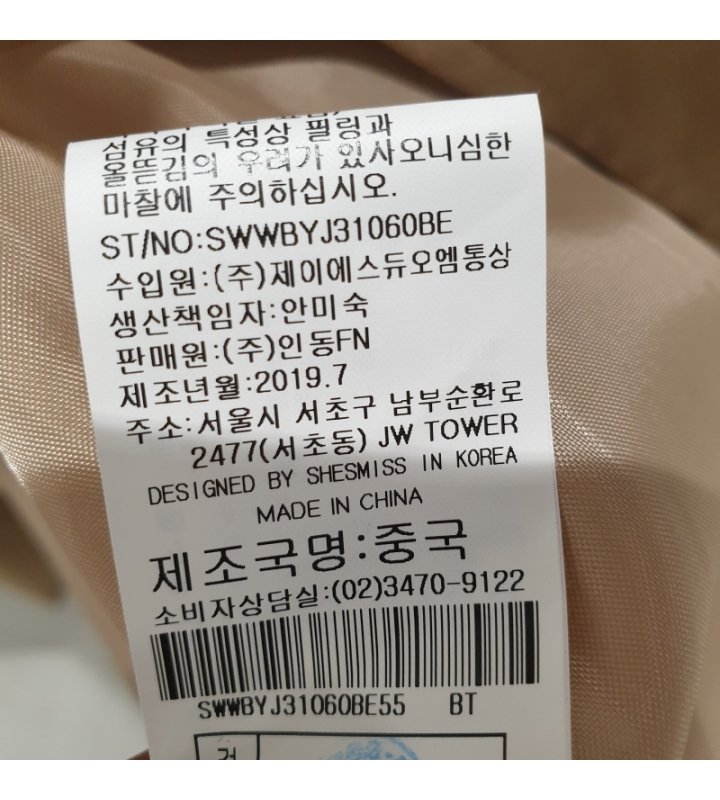 섬유의 특성상 필링과
올뜯김의 우려가 있사오니심한
마찰에 주의하십시오.
ST/NO:SWWBYJ31060BE
수입원:(주)제이에스듀오엠통상
생산책임자:안미숙
판매원:(주)인동FN
제조년월:2019.7
주소:서울시 서초구 남부순환로
2477(서초동) JW TOWER
DESIGNED BY SHESMISS IN KOREA
MADE IN CHINA
제조국명:중국
소비자상담실:(02)3470-9122
SWWBYJ31060BE55 BT